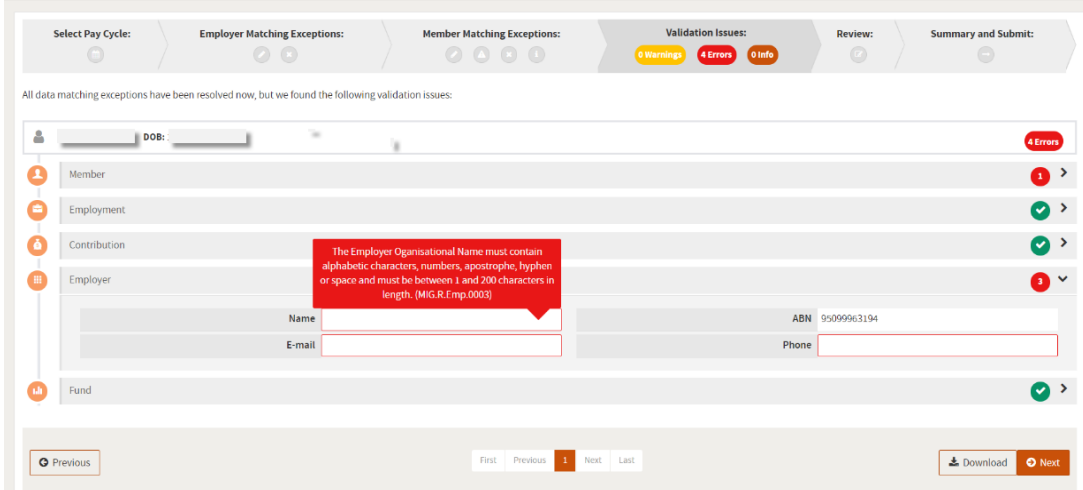 Select Pay Cycle:
Employer Matching Exceptions:
Member Matching Exceptions:
Validation Issues:
0 Warnings
4 Errors
0 Info
Review:
Summary and Submit:
All data matching exceptions have been resolved now, but we found the following validation issues:
DOB:
4 Errors
Member
1
Employment
Contribution
The Employer Oganisational Name must contain
alphabetic characters, numbers, apostrophe, hyphen
or space and must be between 1 and 200 characters in
length. (MIG.R.Emp.0003)
Employer
3
Name
ABN 95099963194
E-mail
Phone
Fund
Previous
First Previous 1 Next Last
Download
Next